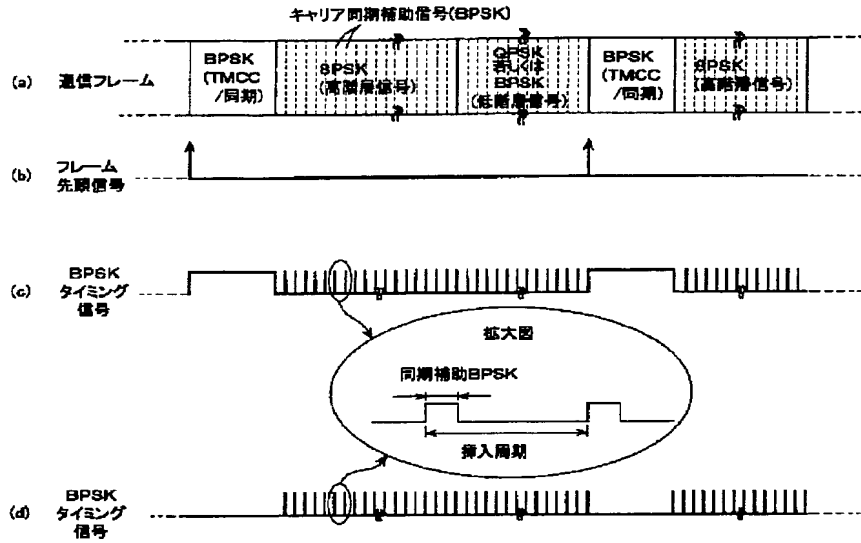 キャリア同期補助信号(BPSK)
(a) 通信フレーム
BPSK
(TMCC
/同期)
8PSK
(高階層信号)
QPSK
若しくは
BPSK
(低階層信号)
BPSK
(TMCC
/同期)
8PSK
(高階層信号)
(b) フレーム
先頭信号
(c) BPSK
タイミング
信号
拡大図
同期補助BPSK
挿入周期
(d) BPSK
タイミング
信号